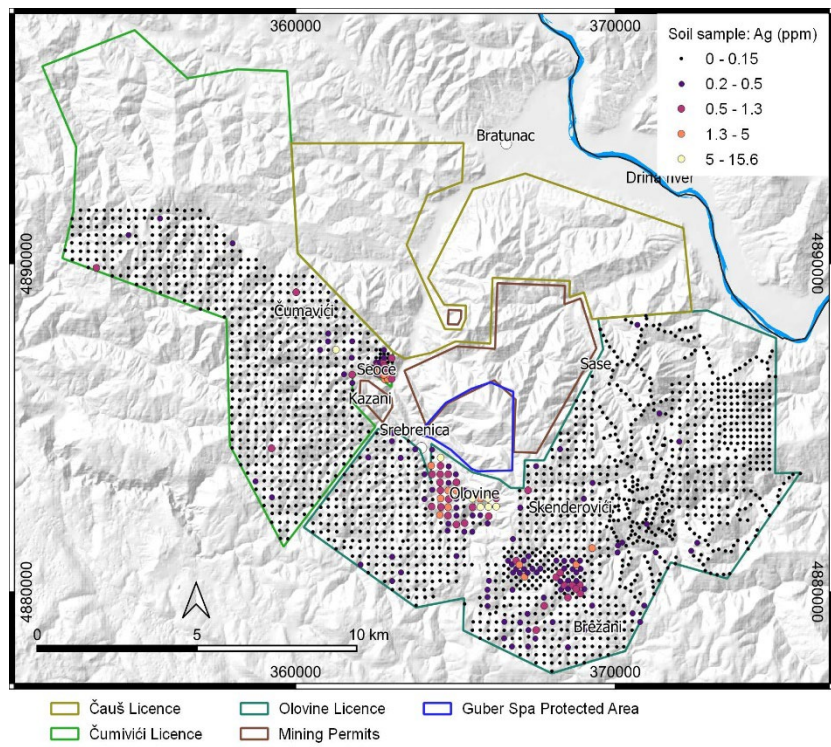 360000
370000
Soil sample: Ag (ppm)
0 - 0.15
0.2 - 0.5
0.5 - 1.3
1.3 - 5
5 - 15.6
Bratunac
Drina river
4890000
4890000
Čumavići
Seoce
Sase
Kazani
Srebrenica
Olovine
Skenderovići
4880000
4880000
Brežani
0 5 10 km
360000
370000
Čauš Licence
Olovine Licence
Guber Spa Protected Area
Čumivići Licence
Mining Permits